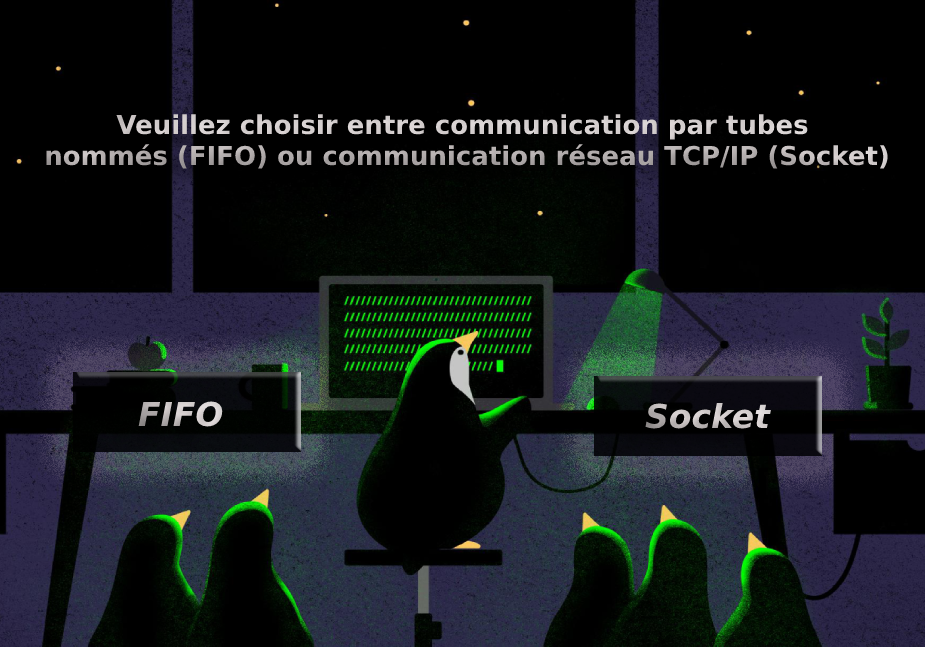 Veuillez choisir entre communication par tubes
nommés (FIFO) ou communication réseau TCP/IP (Socket)
FIFO
Socket